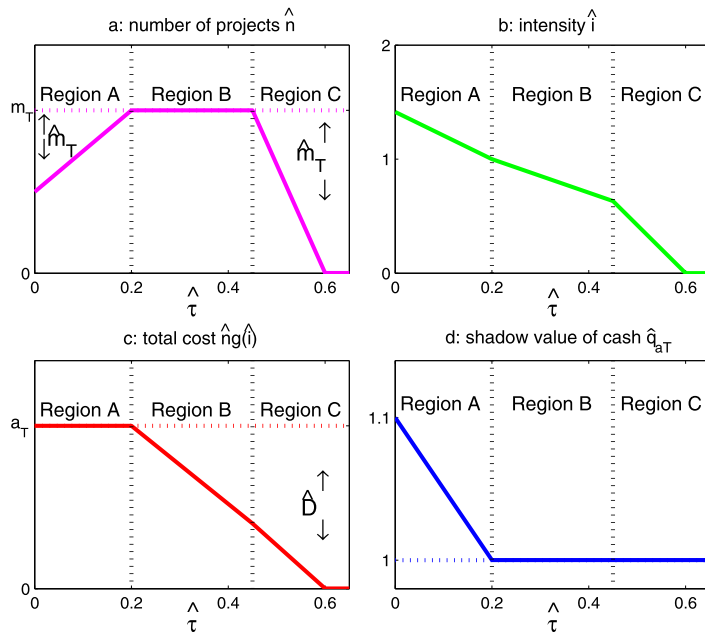 a: number of projects n̂
Region A Region B Region C
m_T
m̂_T
m̂_T
0
0 0.2 0.4 0.6
τ̂
b: intensity î
2
Region A Region B Region C
1
0
0 0.2 0.4 0.6
τ̂
c: total cost n̂g(î)
Region A Region B Region C
a_T
D̂
0
0 0.2 0.4 0.6
τ̂
d: shadow value of cash q̂_aT
Region A Region B Region C
1.1
1
0 0.2 0.4 0.6
τ̂